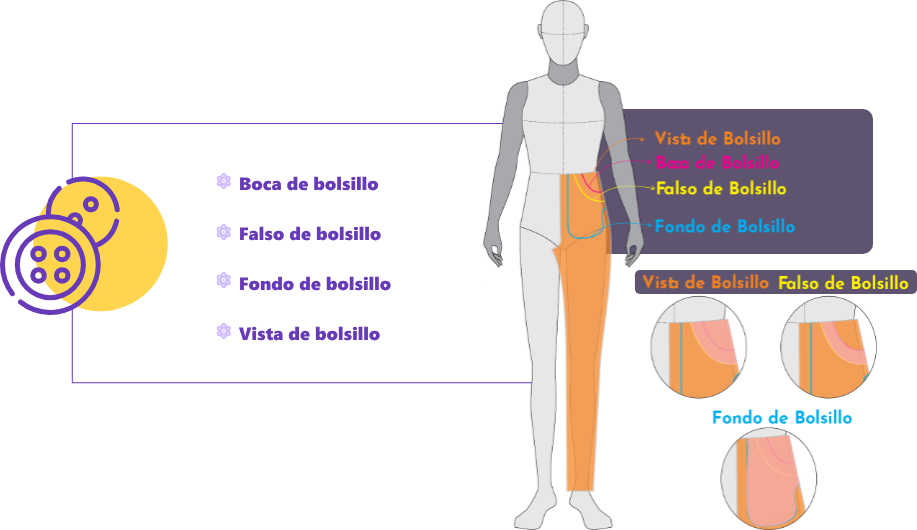 Boca de bolsillo
Falso de bolsillo
Fondo de bolsillo
Vista de bolsillo
Vista de Bolsillo
Boca de Bolsillo
Falso de Bolsillo
Fondo de Bolsillo
Vista de Bolsillo
Falso de Bolsillo
Fondo de Bolsillo